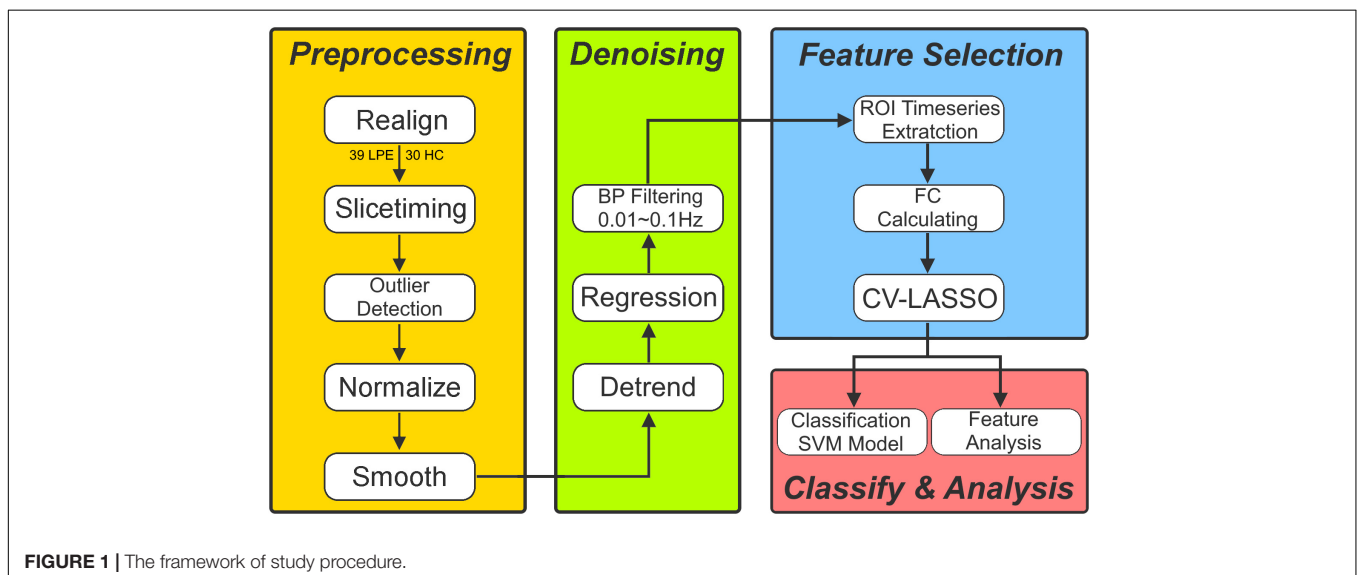 Preprocessing
Realign
39 LPE 30 HC
Slicetiming
Outlier
Detection
Normalize
Smooth
Denoising
BP Filtering
0.01~0.1Hz
Regression
Detrend
Feature Selection
ROI Timeseries
Extratction
FC
Calculating
CV-LASSO
Classification
SVM Model
Feature
Analysis
Classify & Analysis
FIGURE 1 | The framework of study procedure.